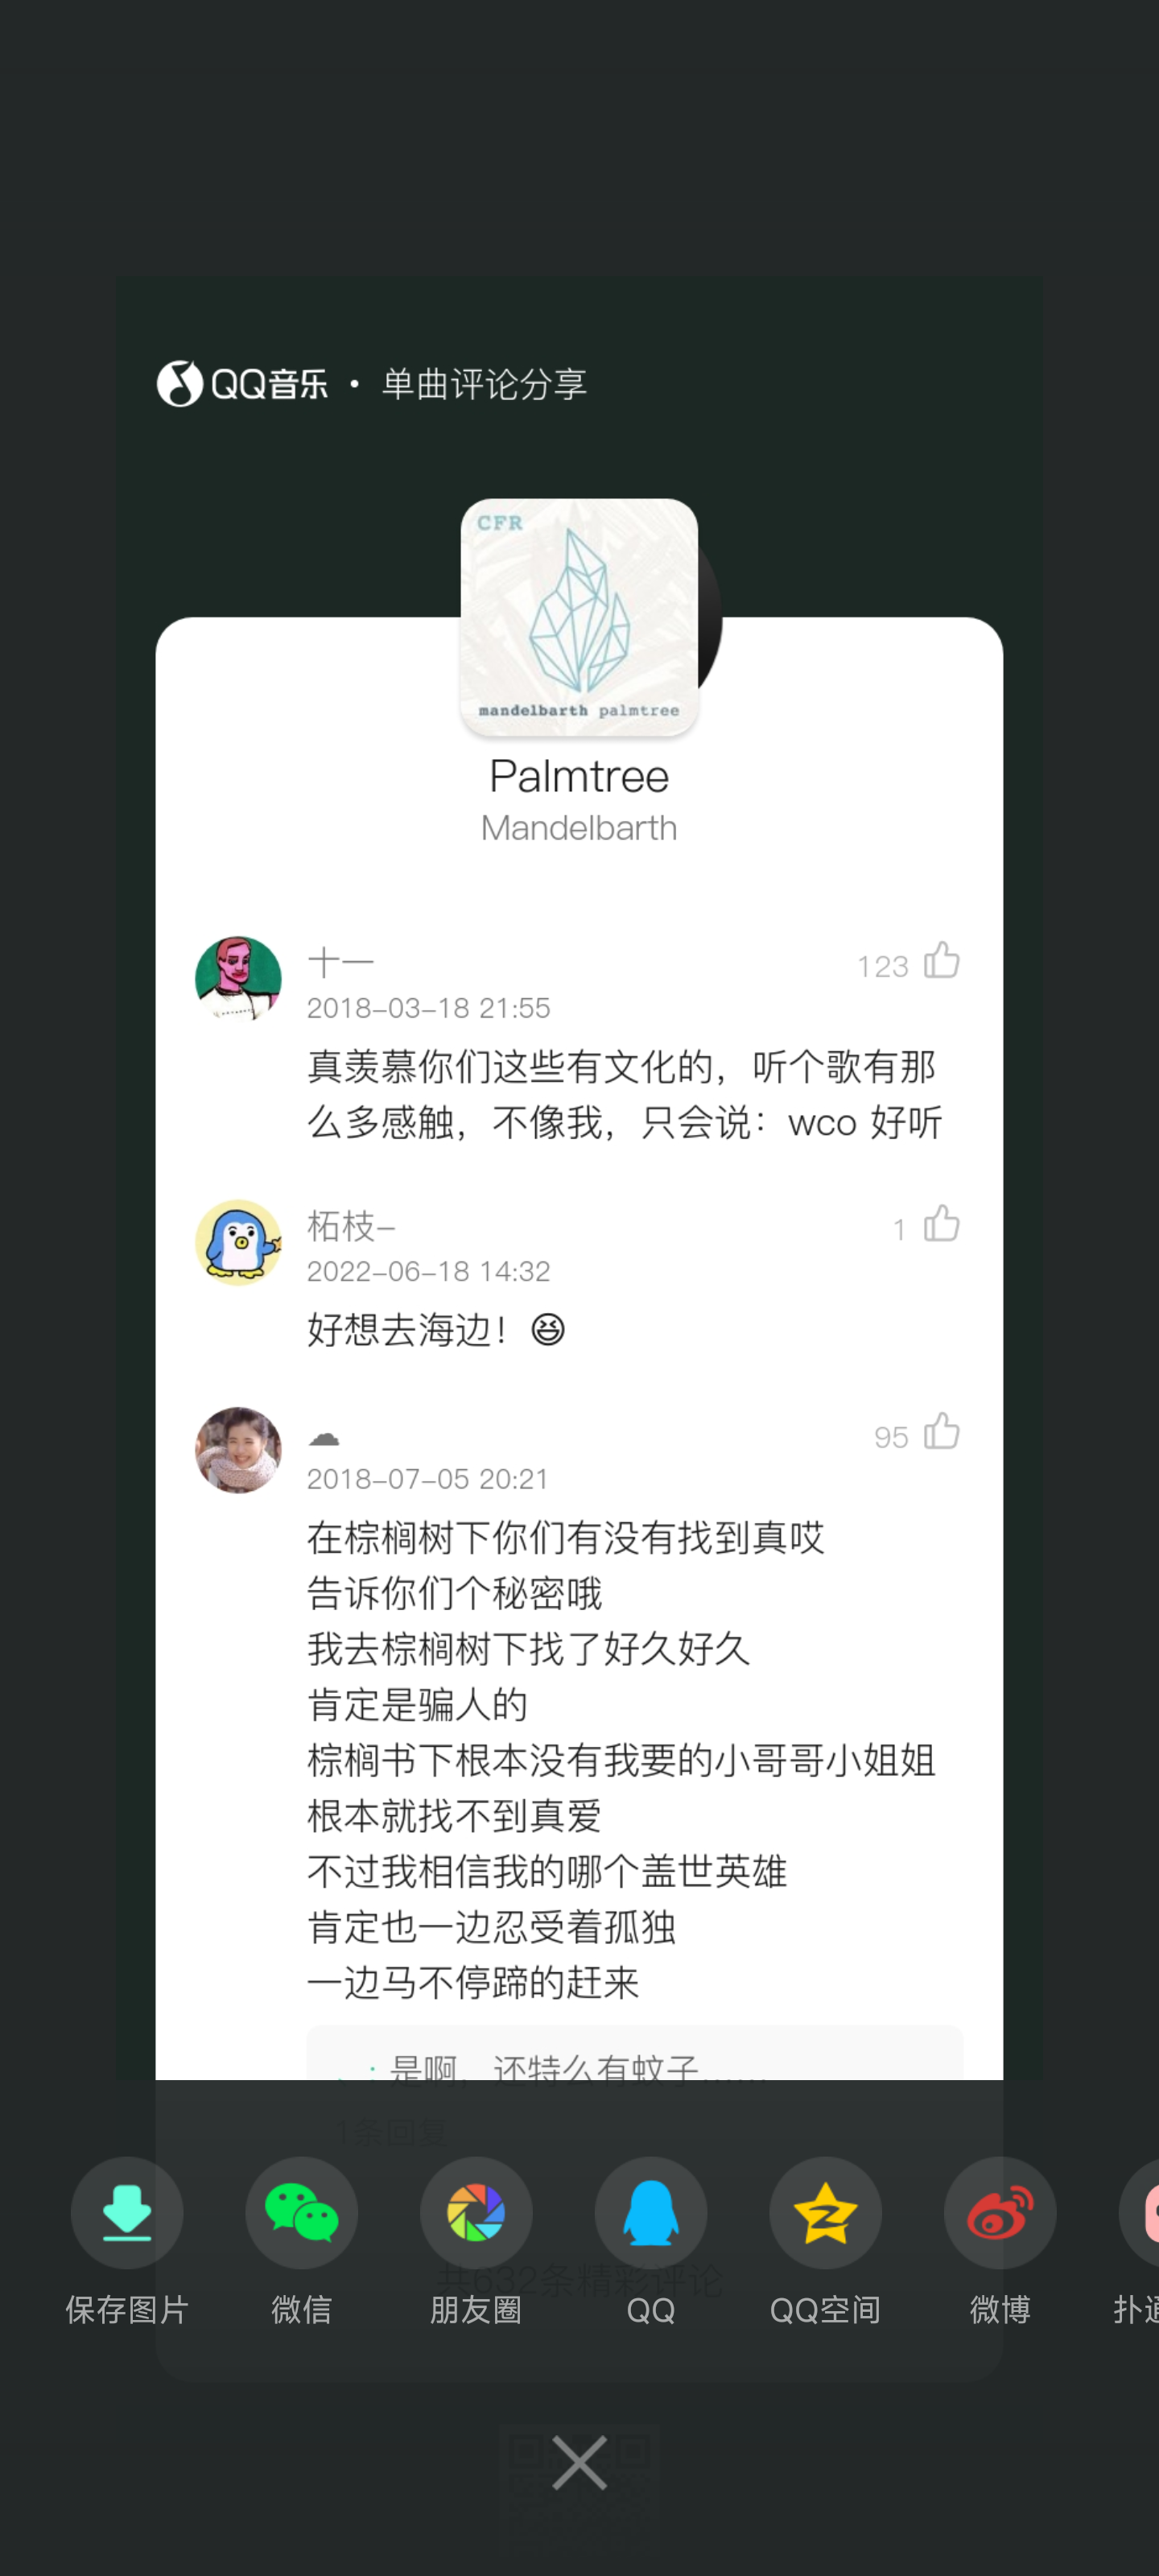 QQ音乐 • 单曲评论分享
CFR
mandelbarth palmtree
Palmtree
Mandelbarth
十一
123
2018-03-18 21:55
真羡慕你们这些有文化的，听个歌有那
么多感触，不像我，只会说：wco 好听
柘枝-
1
2022-06-18 14:32
好想去海边！😆
☁
95
2018-07-05 20:21
在棕榈树下你们有没有找到真哎
告诉你们个秘密哦
我去棕榈树下找了好久好久
肯定是骗人的
棕榈书下根本没有我要的小哥哥小姐姐
根本就找不到真爱
不过我相信我的哪个盖世英雄
肯定也一边忍受着孤独
一边马不停蹄的赶来
是啊，还特么有蚊子......
1条回复
共632条精彩评论
保存图片
微信
朋友圈
QQ
QQ空间
微博
扑通